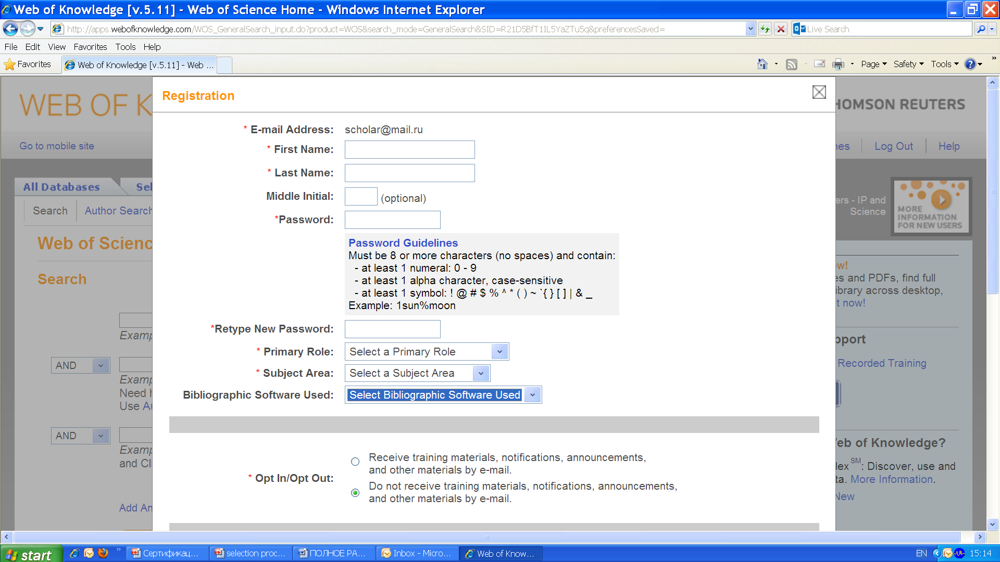 Web of Knowledge [v.5.11] - Web of Science Home - Windows Internet Explorer
http://apps.webofknowledge.com/WOS_GeneralSearch_input.do?product=WOS&search_mode=GeneralSearch&SID=R21D5BfT1IL5YaZTu5q&preferencesSaved=
Live Search
File Edit View Favorites Tools Help
Favorites
Web of Knowledge [v.5.11] - Web ...
Page Safety Tools
WEB OF K
HOMSON REUTERS
Go to mobile site
Log Out
Help
All Databases
Sel
Search
Author Search
ers - IP and
Science
MORE
INFORMATION
FOR NEW USERS
Web of Scienc
Search
Examp
AND
Examp
Need h
Use Au
AND
Examp
and Cl
Add An
Registration
* E-mail Address: scholar@mail.ru
* First Name:
* Last Name:
Middle Initial: (optional)
*Password:
Password Guidelines
Must be 8 or more characters (no spaces) and contain:
- at least 1 numeral: 0 - 9
- at least 1 alpha character, case-sensitive
- at least 1 symbol: ! @ # $ % ^ * ( ) ~ `{ } [ ] | & _
Example: 1sun%moon
*Retype New Password:
* Primary Role: Select a Primary Role
* Subject Area: Select a Subject Area
Bibliographic Software Used: Select Bibliographic Software Used
* Opt In/Opt Out:
Receive training materials, notifications, announcements,
and other materials by e-mail.
Do not receive training materials, notifications, announcements,
and other materials by e-mail.
ow!
es and PDFs, find full
ibrary across desktop,
t now!
pport
Recorded Training
Web of Knowledge?
dex SM: Discover, use and
ta. More Information.
New
start
Сертификац...
selection proc...
ПОЛНОЕ РА...
Inbox - Micro...
Web of Know...
EN
15:14